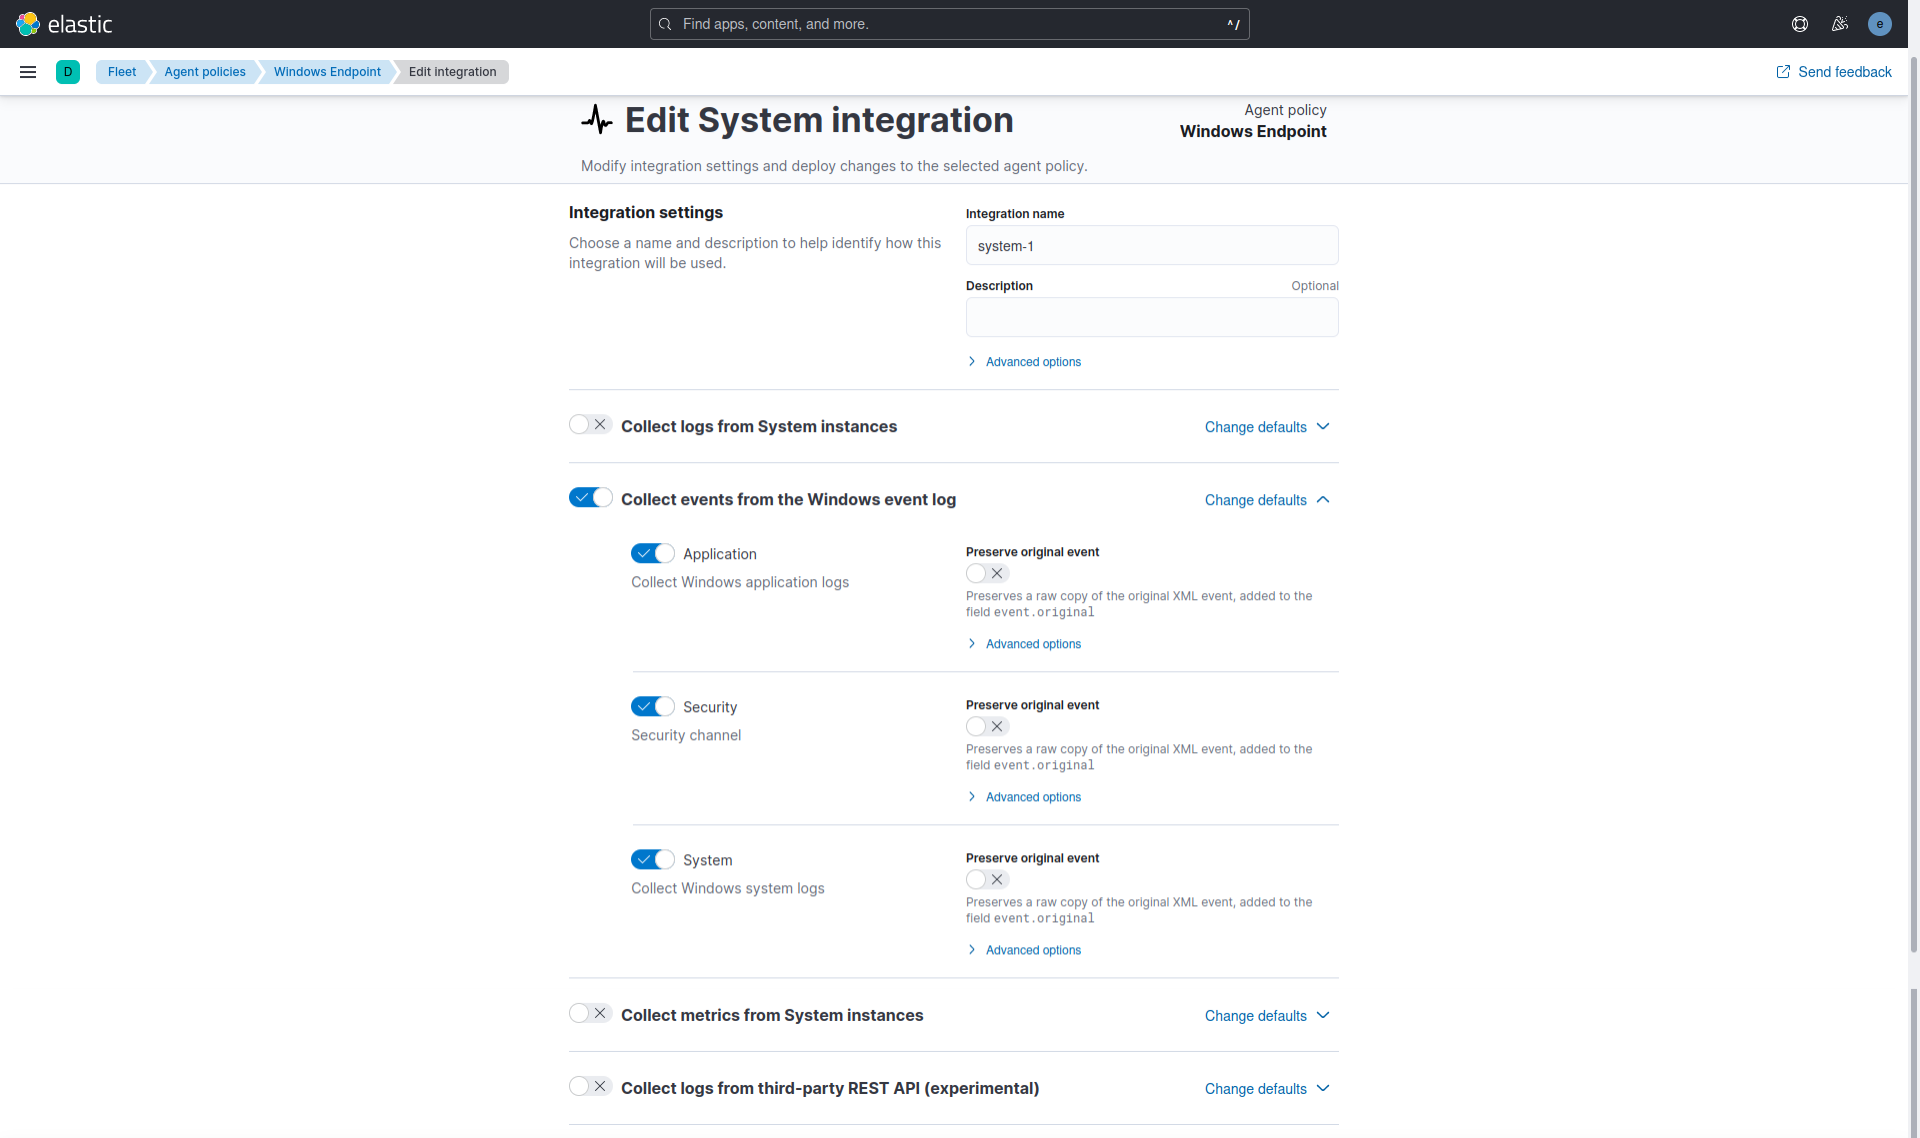 elastic
Find apps, content, and more.
^/
e
D
Fleet
Agent policies
Windows Endpoint
Edit integration
Send feedback
Edit System integration
Agent policy
Windows Endpoint
Modify integration settings and deploy changes to the selected agent policy.
Integration settings
Choose a name and description to help identify how this
integration will be used.
Integration name
system-1
Description
Optional
Advanced options
Collect logs from System instances
Change defaults
Collect events from the Windows event log
Change defaults
Application
Collect Windows application logs
Preserve original event
Preserves a raw copy of the original XML event, added to the
field event.original
Advanced options
Security
Security channel
Preserve original event
Preserves a raw copy of the original XML event, added to the
field event.original
Advanced options
System
Collect Windows system logs
Preserve original event
Preserves a raw copy of the original XML event, added to the
field event.original
Advanced options
Collect metrics from System instances
Change defaults
Collect logs from third-party REST API (experimental)
Change defaults